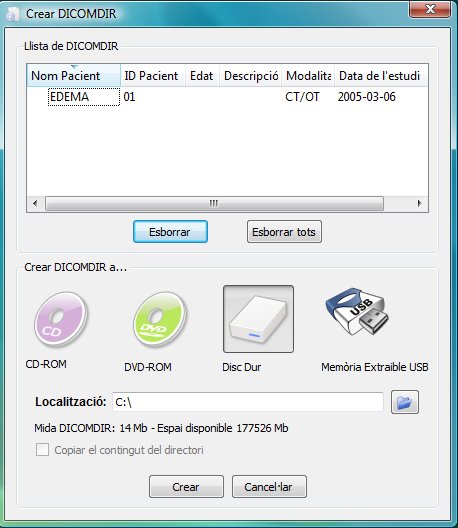 Crear DICOMDIR
Llista de DICOMDIR
Nom Pacient ID Pacient Edat Descripció Modalita Data de l'estudi
EDEMA 01 CT/OT 2005-03-06
Esborrar Esborrar tots
Crear DICOMDIR a...
CD DVD USB
CD-ROM DVD-ROM Disc Dur Memòria Extraible USB
Localització: C:\
Mida DICOMDIR: 14 Mb - Espai disponible 177526 Mb
Copiar el contingut del directori
Crear Cancel·lar